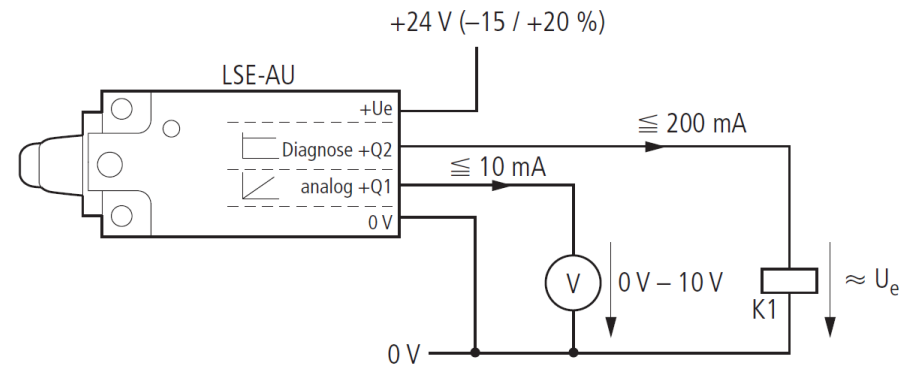 +24 V (–15 / +20 %)
LSE-AU
+Ue
≦ 200 mA
Diagnose +Q2
≦ 10 mA
analog +Q1
0 V
V
0 V – 10 V
K1
≈ Ue
0 V